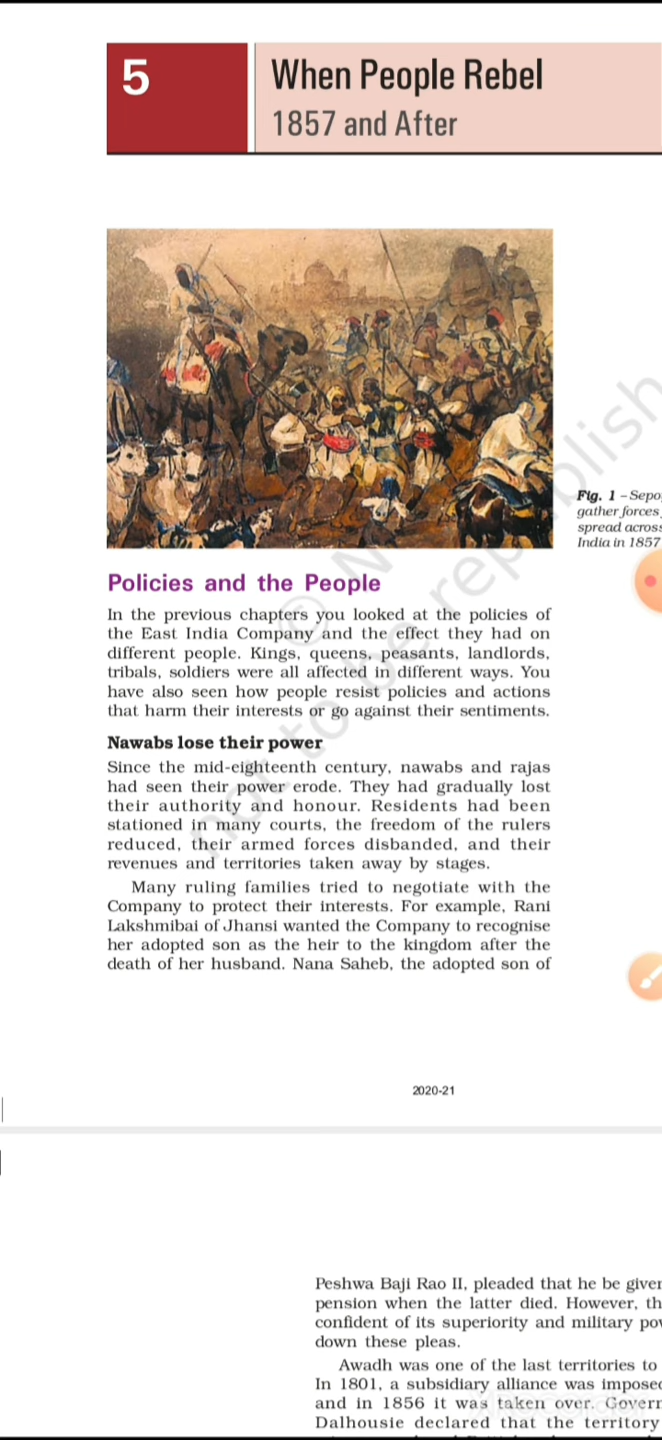 5
When People Rebel
1857 and After
Fig. 1 – Sepo
gather forces
spread across
India in 1857
Policies and the People
In the previous chapters you looked at the policies of
the East India Company and the effect they had on
different people. Kings, queens, peasants, landlords,
tribals, soldiers were all affected in different ways. You
have also seen how people resist policies and actions
that harm their interests or go against their sentiments.
Nawabs lose their power
Since the mid-eighteenth century, nawabs and rajas
had seen their power erode. They had gradually lost
their authority and honour. Residents had been
stationed in many courts, the freedom of the rulers
reduced, their armed forces disbanded, and their
revenues and territories taken away by stages.
Many ruling families tried to negotiate with the
Company to protect their interests. For example, Rani
Lakshmibai of Jhansi wanted the Company to recognise
her adopted son as the heir to the kingdom after the
death of her husband. Nana Saheb, the adopted son of
2020-21
Peshwa Baji Rao II, pleaded that he be given
pension when the latter died. However, th
confident of its superiority and military pow
down these pleas.
Awadh was one of the last territories to
In 1801, a subsidiary alliance was imposed
and in 1856 it was taken over. Govern
Dalhousie declared that the territory
not to be republish